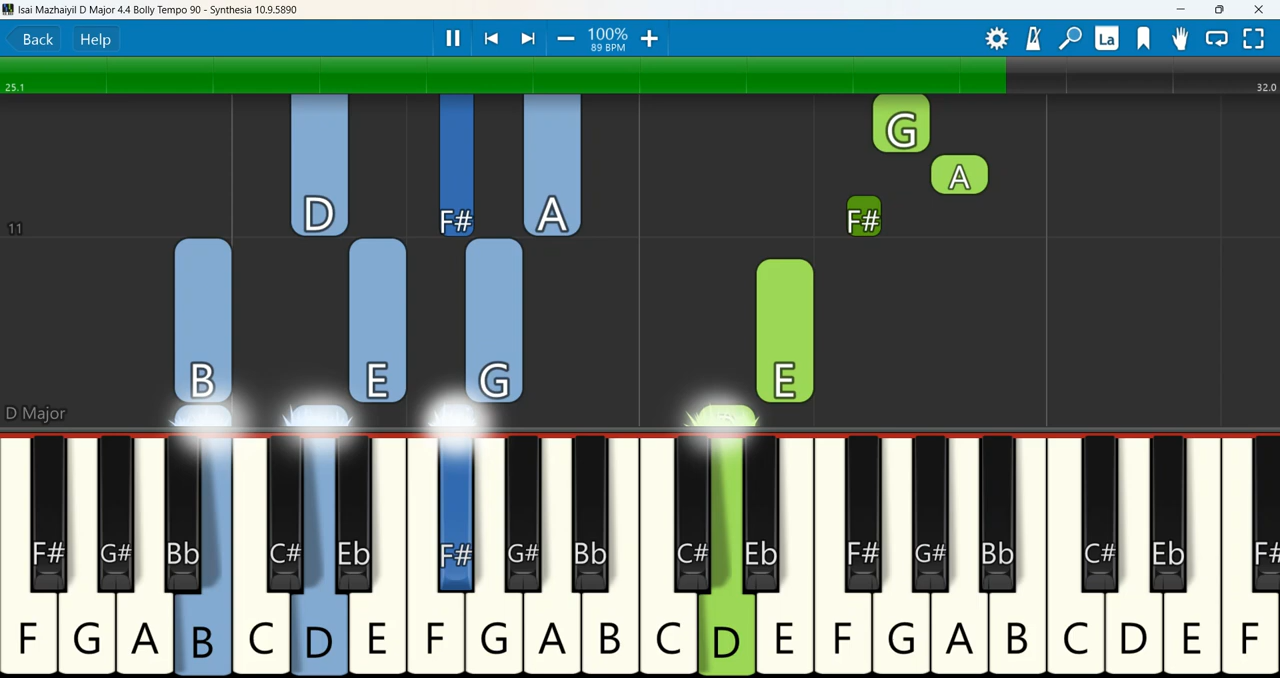 Isai Mazhaiyil D Major 4.4 Bolly Tempo 90 - Synthesia 10.9.5890
Back Help 100% La
89 BPM
25.1 32.0
G
A
D F# A F#
11
B E G E
D Major
F# G# Bb C# Eb F# G# Bb C# Eb F# G# Bb C# Eb F#
F G A B C D E F G A B C D E F G A B C D E F